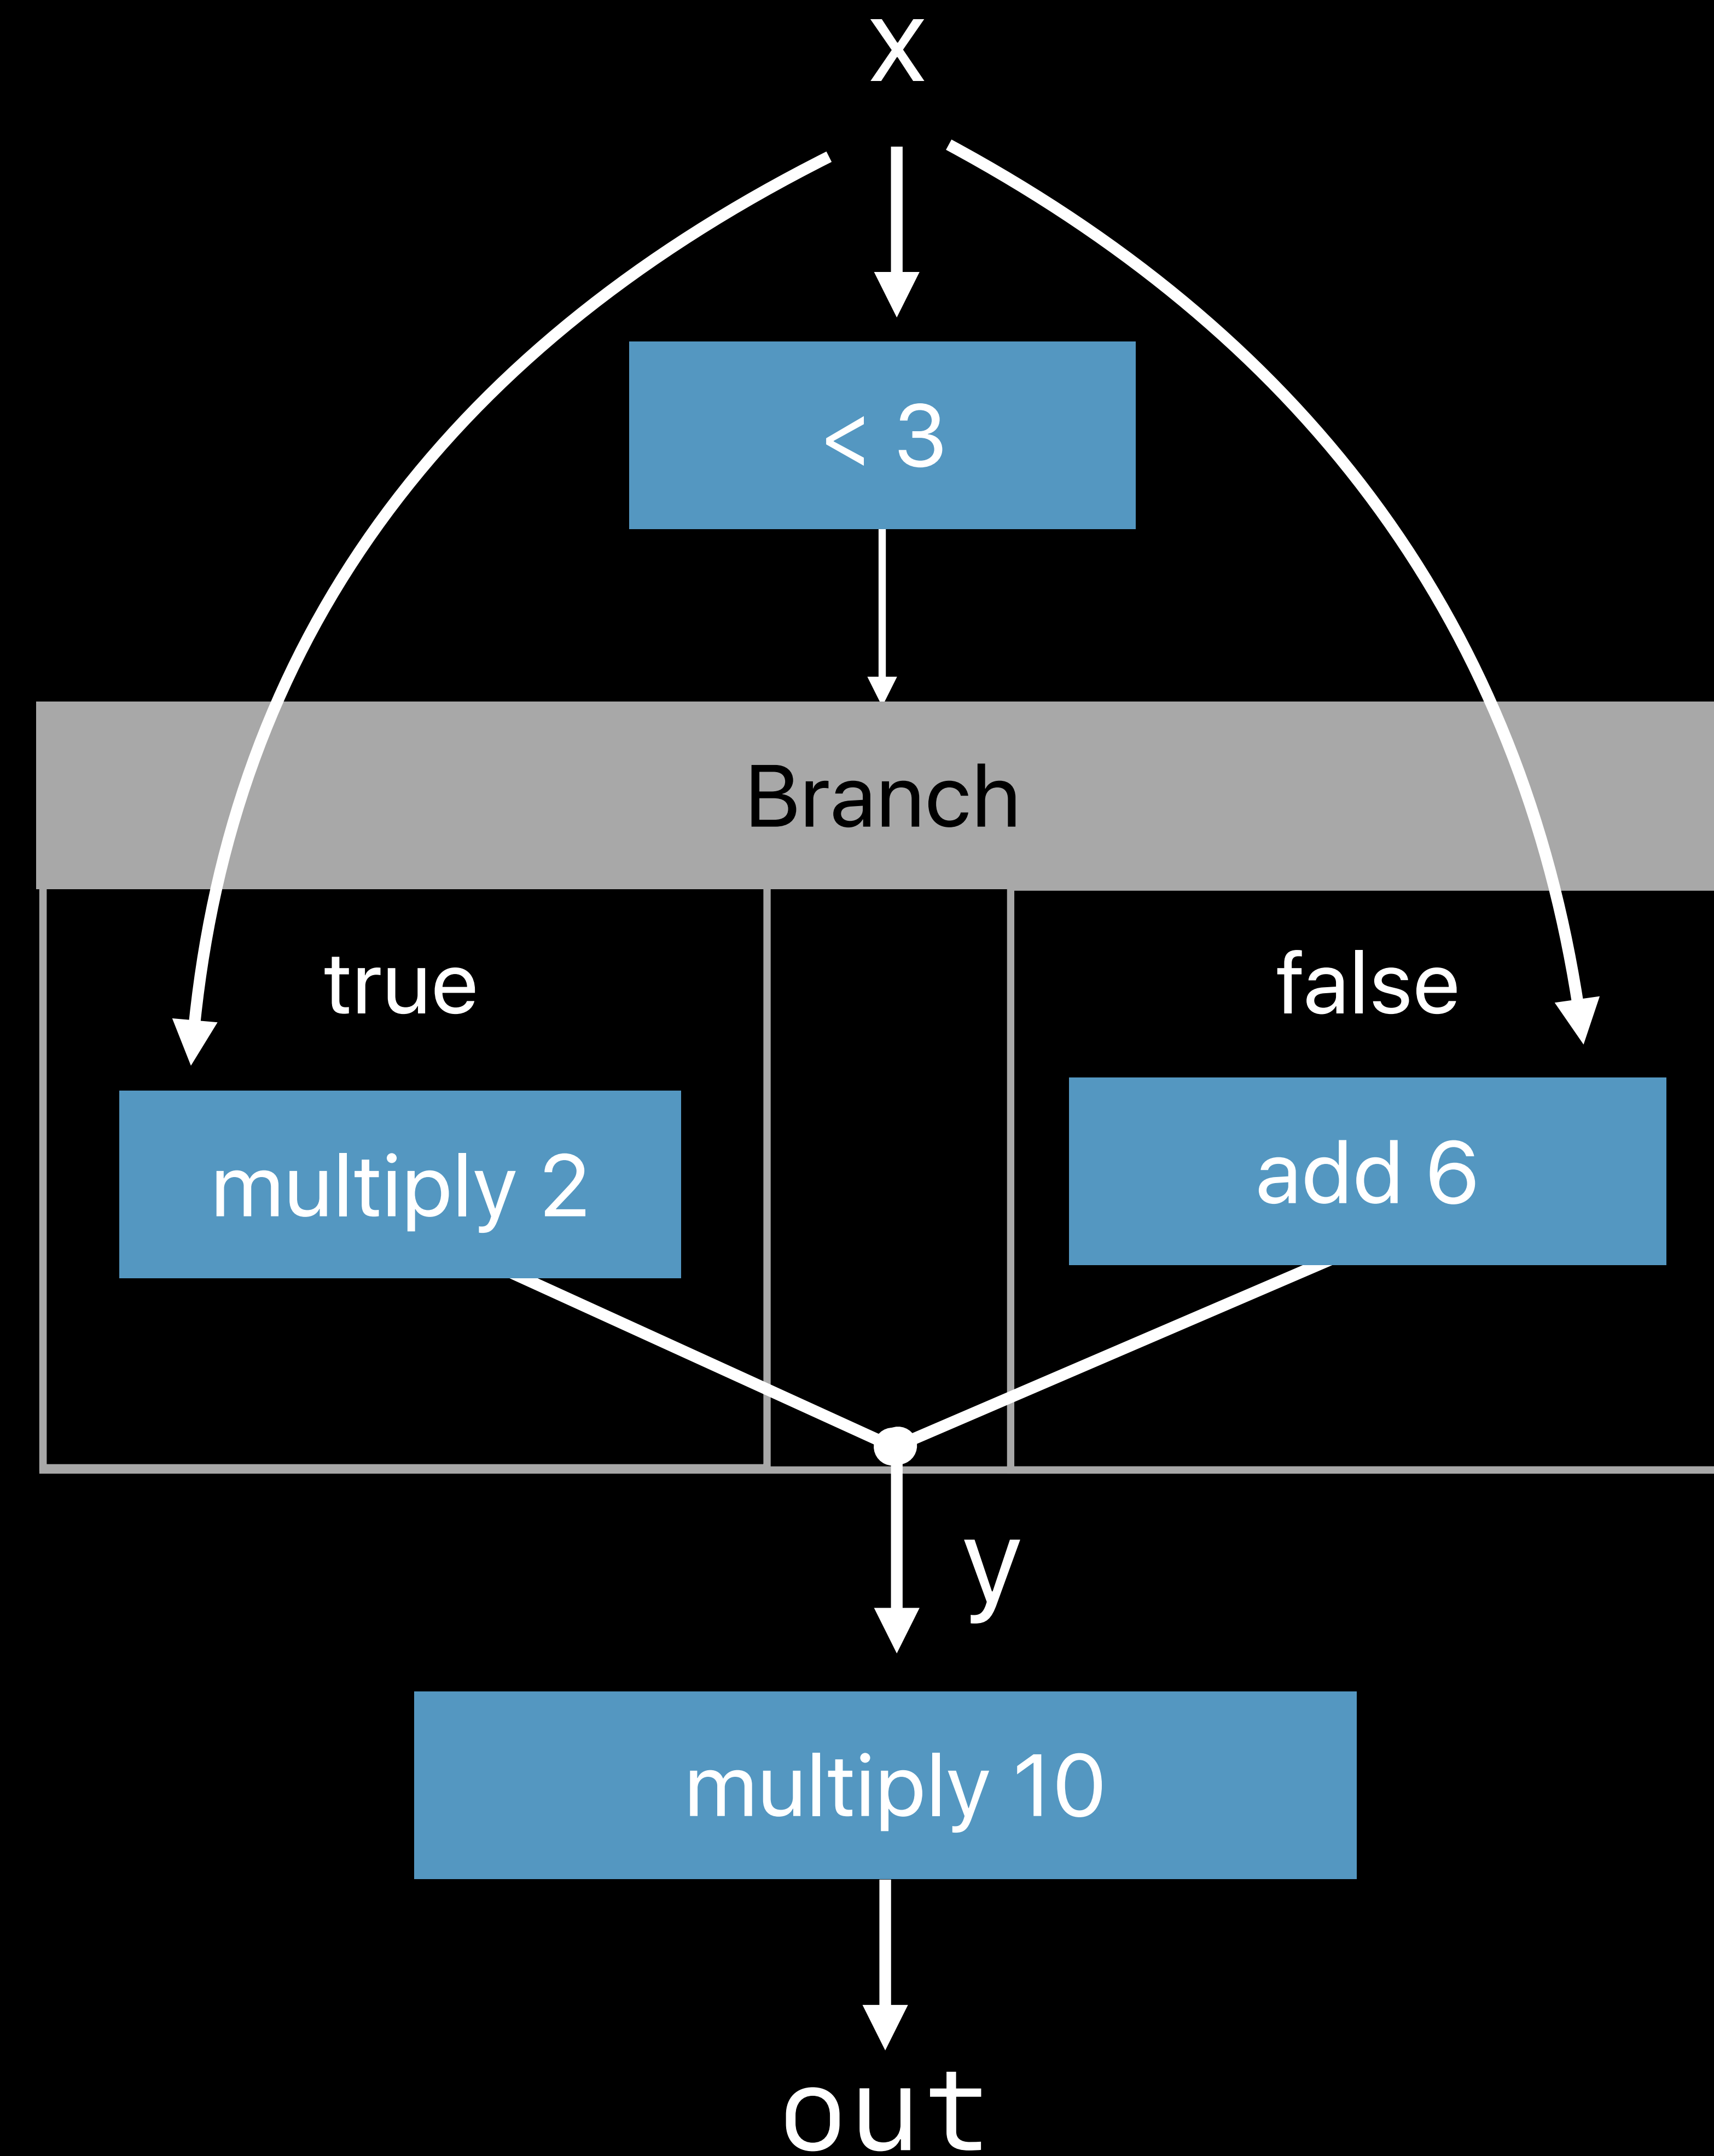 x
< 3
Branch
true
false
multiply 2
add 6
y
multiply 10
out